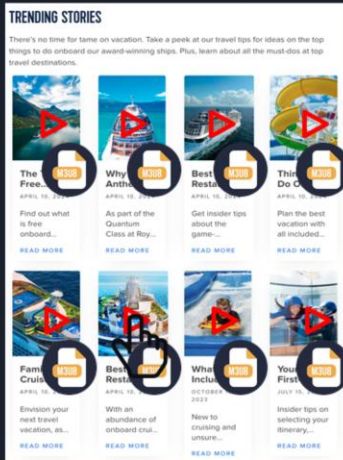 TRENDING STORIES
There's no time for tame on vacation. Take a peek at our travel tips for ideas on the top
things to do onboard our award-winning ships. Plus, learn about all the must-dos at top
travel destinations.
The
Free...
M3U8
APRIL 10,
Find out what
is free
onboard...
READ MORE
Why
Anthe
M3U8
APRIL 10,
As part of the
Quantum
Class at Roy...
READ MORE
Best
Resta
M3U8
APRIL 10,
Get insider tips
about the
game-...
READ MORE
Thin
Do O
M3U8
APRIL 10,
Plan the best
vacation with
all included...
READ MORE
Fami
Cruis
M3U8
APRIL 10,
Envision your
next travel
vacation, as...
READ MORE
Best
Resta
M3U8
APRIL 10,
With an
abundance of
onboard crui...
READ MORE
What
Inclu
M3U8
OCTOBER
2023
New to
cruising and
unsure...
READ MORE
Your
First
M3U8
JULY 15,
Insider tips on
selecting your
itinerary,...
READ MORE